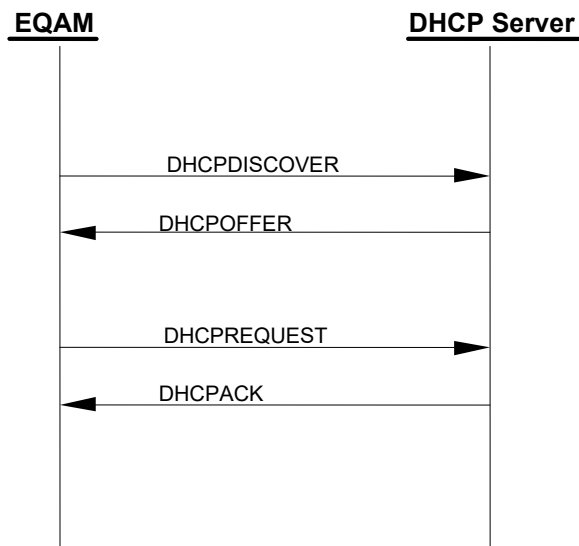 EQAM
DHCP Server
DHCPDISCOVER
DHCPOFFER
DHCPREQUEST
DHCPACK